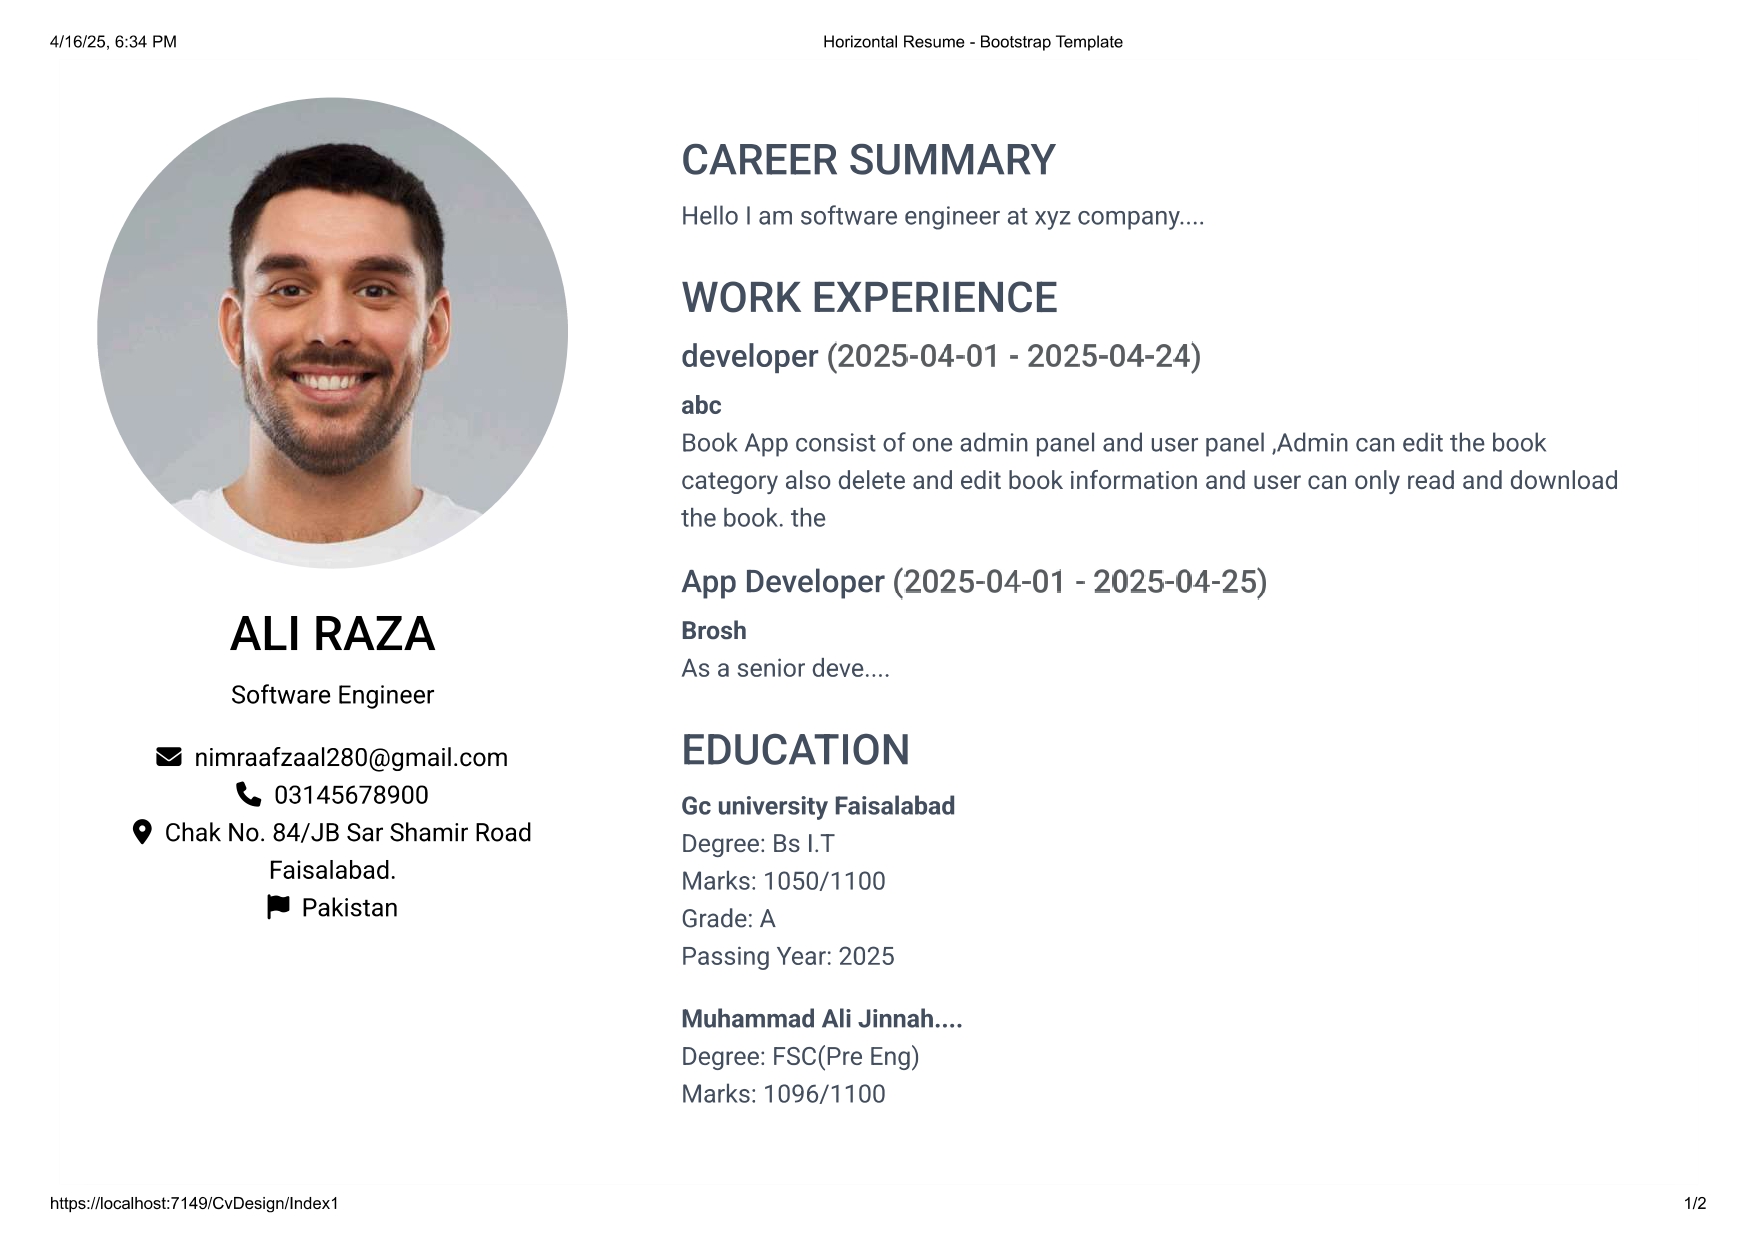 4/16/25, 6:34 PM
Horizontal Resume - Bootstrap Template
ALI RAZA
Software Engineer
nimraafzaal280@gmail.com
03145678900
Chak No. 84/JB Sar Shamir Road
Faisalabad.
Pakistan
CAREER SUMMARY
Hello I am software engineer at xyz company....
WORK EXPERIENCE
developer (2025-04-01 - 2025-04-24)
abc
Book App consist of one admin panel and user panel ,Admin can edit the book
category also delete and edit book information and user can only read and download
the book. the
App Developer (2025-04-01 - 2025-04-25)
Brosh
As a senior deve....
EDUCATION
Gc university Faisalabad
Degree: Bs I.T
Marks: 1050/1100
Grade: A
Passing Year: 2025
Muhammad Ali Jinnah....
Degree: FSC(Pre Eng)
Marks: 1096/1100
https://localhost:7149/CvDesign/Index1
1/2